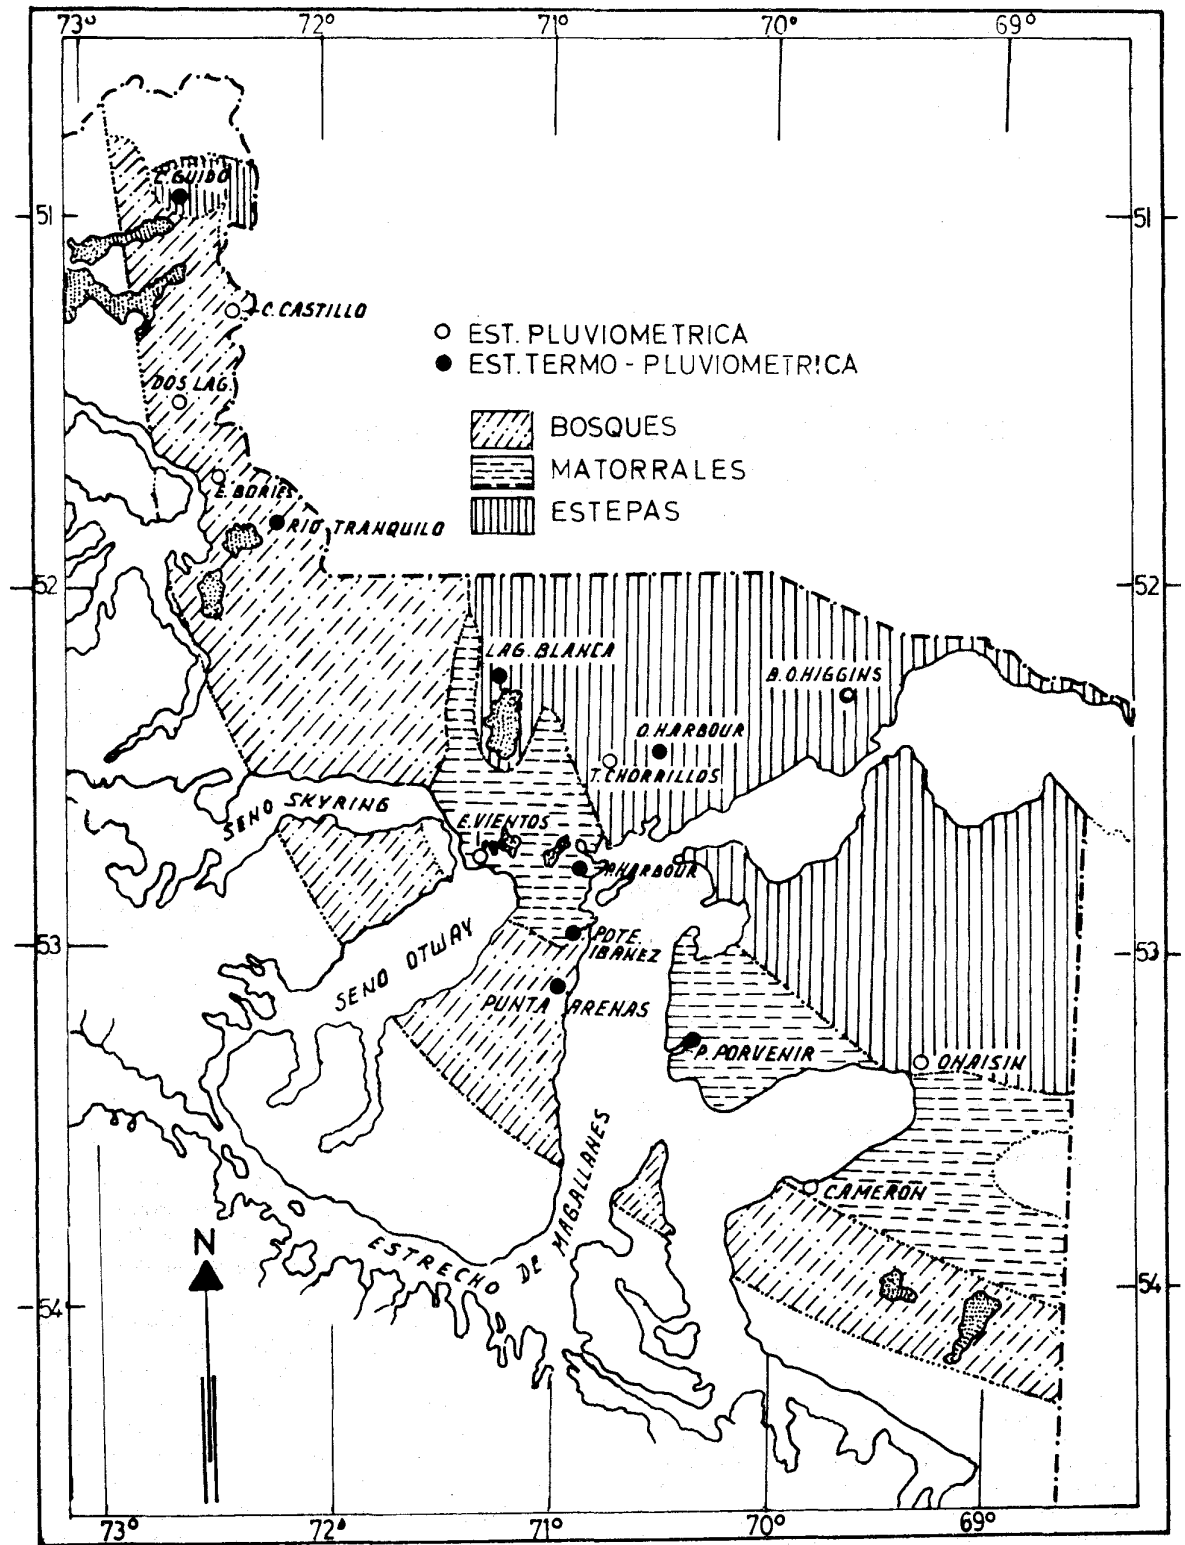 73° 72° 71° 70° 69°
C. GUIDO
51 51
C. CASTILLO
EST. PLUVIOMETRICA
EST. TERMO - PLUVIOMETRICA
DOS LAG.
BOSQUES
MATORRALES
ESTEPAS
E. BORIES
RIO TRANQUILO
52 52
LAG. BLANCA
B. O. HIGGINS
O. HARBOUR
T. CHORRILLOS
SENO SKYRING
E. VIENTOS
P. HARBOUR
53 53
PDTE.
IBAÑEZ
SENO OTWAY
PUNTA ARENAS
P. PORVENIR
ONAISIN
CAMERON
ESTRECHO DE MAGALLANES
N
54 54
73° 72° 71° 70° 69°